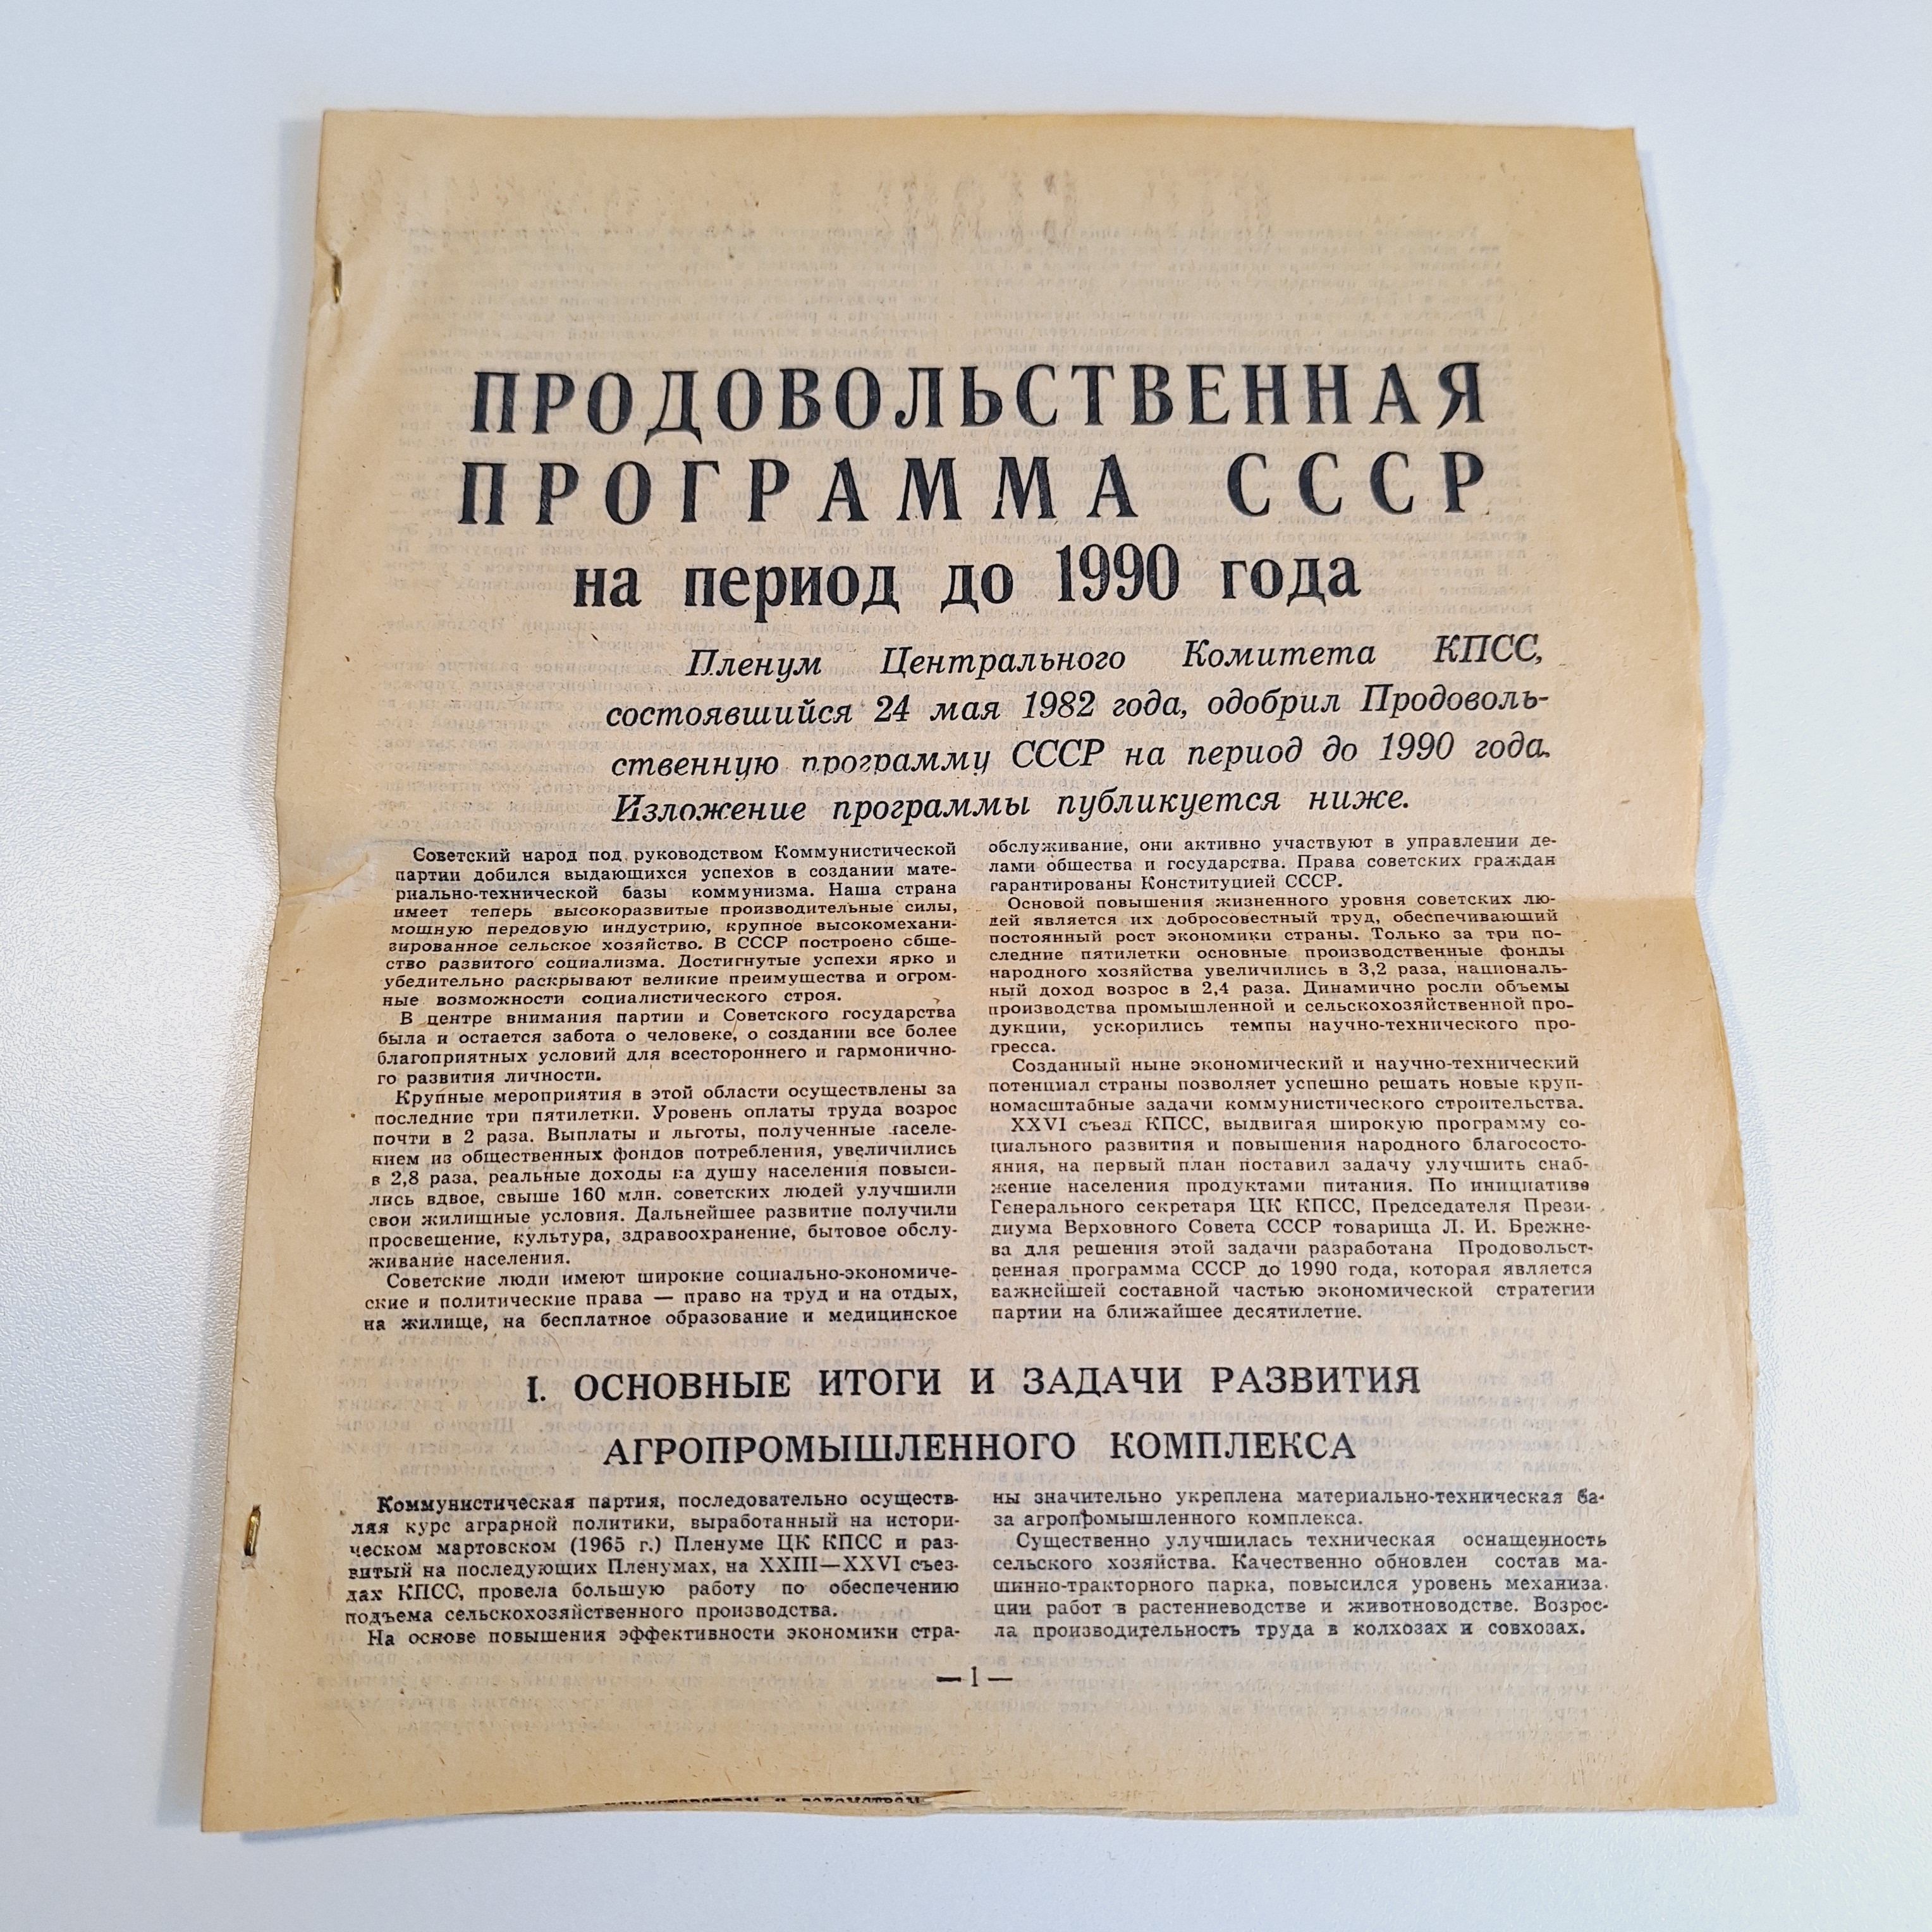 ПРОДОВОЛЬСТВЕННАЯ
ПРОГРАММА СССР
на период до 1990 года
Пленум Центрального Комитета КПСС,
состоявшийся 24 мая 1982 года, одобрил Продоволь-
ственную программу СССР на период до 1990 года.
Изложение программы публикуется ниже.
Советский народ под руководством Коммунистической
партии добился выдающихся успехов в создании мате-
риально-технической базы коммунизма. Наша страна
имеет теперь высокоразвитые производительные силы,
мощную передовую индустрию, крупное высокомехани-
зированное сельское хозяйство. В СССР построено обще-
ство развитого социализма. Достигнутые успехи ярко и
убедительно раскрывают великие преимущества и огром-
ные возможности социалистического строя.
В центре внимания партии и Советского государства
была и остается забота о человеке, о создании все более
благоприятных условий для всестороннего и гармонично-
го развития личности.
Крупные мероприятия в этой области осуществлены за
последние три пятилетки. Уровень оплаты труда возрос
почти в 2 раза. Выплаты и льготы, полученные населе-
нием из общественных фондов потребления, увеличились
в 2,8 раза, реальные доходы на душу населения повыси-
лись вдвое, свыше 160 млн. советских людей улучшили
свои жилищные условия. Дальнейшее развитие получили
просвещение, культура, здравоохранение, бытовое обслу-
живание населения.
Советские люди имеют широкие социально-экономиче-
ские и политические права — право на труд и на отдых,
на жилище, на бесплатное образование и медицинское
обслуживание, они активно участвуют в управлении де-
лами общества и государства. Права советских граждан
гарантированы Конституцией СССР.
Основой повышения жизненного уровня советских лю-
дей является их добросовестный труд, обеспечивающий
постоянный рост экономики страны. Только за три по-
следние пятилетки основные производственные фонды
народного хозяйства увеличились в 3,2 раза, националь-
ный доход возрос в 2,4 раза. Динамично росли объемы
производства промышленной и сельскохозяйственной про-
дукции, ускорились темпы научно-технического про-
гресса.
Созданный ныне экономический и научно-технический
потенциал страны позволяет успешно решать новые круп-
номасштабные задачи коммунистического строительства.
XXVI съезд КПСС, выдвигая широкую программу со-
циального развития и повышения народного благососто-
яния, на первый план поставил задачу улучшить снаб-
жение населения продуктами питания. По инициативе
Генерального секретаря ЦК КПСС, Председателя Прези-
диума Верховного Совета СССР товарища Л. И. Брежне-
ва для решения этой задачи разработана Продовольст-
венная программа СССР до 1990 года, которая является
важнейшей составной частью экономической стратегии
партии на ближайшее десятилетие.
I. ОСНОВНЫЕ ИТОГИ И ЗАДАЧИ РАЗВИТИЯ
АГРОПРОМЫШЛЕННОГО КОМПЛЕКСА
Коммунистическая партия, последовательно осуществ-
ляя курс аграрной политики, выработанный на истори-
ческом мартовском (1965 г.) Пленуме ЦК КПСС и раз-
витый на последующих Пленумах, на XXIII—XXVI съез-
дах КПСС, провела большую работу по обеспечению
подъема сельскохозяйственного производства.
На основе повышения эффективности экономики стра-
ны значительно укреплена материально-техническая ба-
за агропромышленного комплекса.
Существенно улучшилась техническая оснащенность
сельского хозяйства. Качественно обновлен состав ма-
шинно-тракторного парка, повысился уровень механиза-
ции работ в растениеводстве и животноводстве. Возрос-
ла производительность труда в колхозах и совхозах.
— 1 —